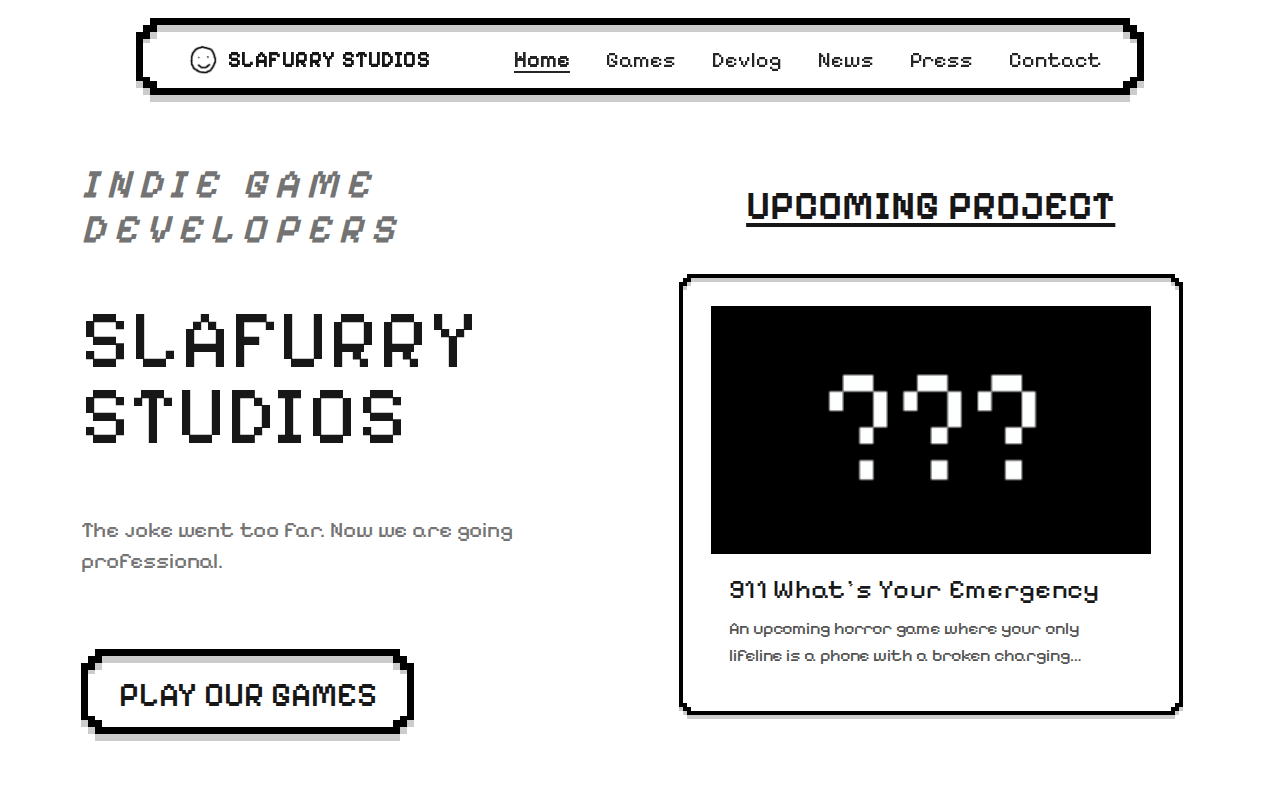 SLAFURRY STUDIOS
Home Games Devlog News Press Contact
INDIE GAME
DEVELOPERS
SLAFURRY
STUDIOS
The joke went too far. Now we are going
professional.
PLAY OUR GAMES
UPCOMING PROJECT
???
911 What's Your Emergency
An upcoming horror game where your only
lifeline is a phone with a broken charging...